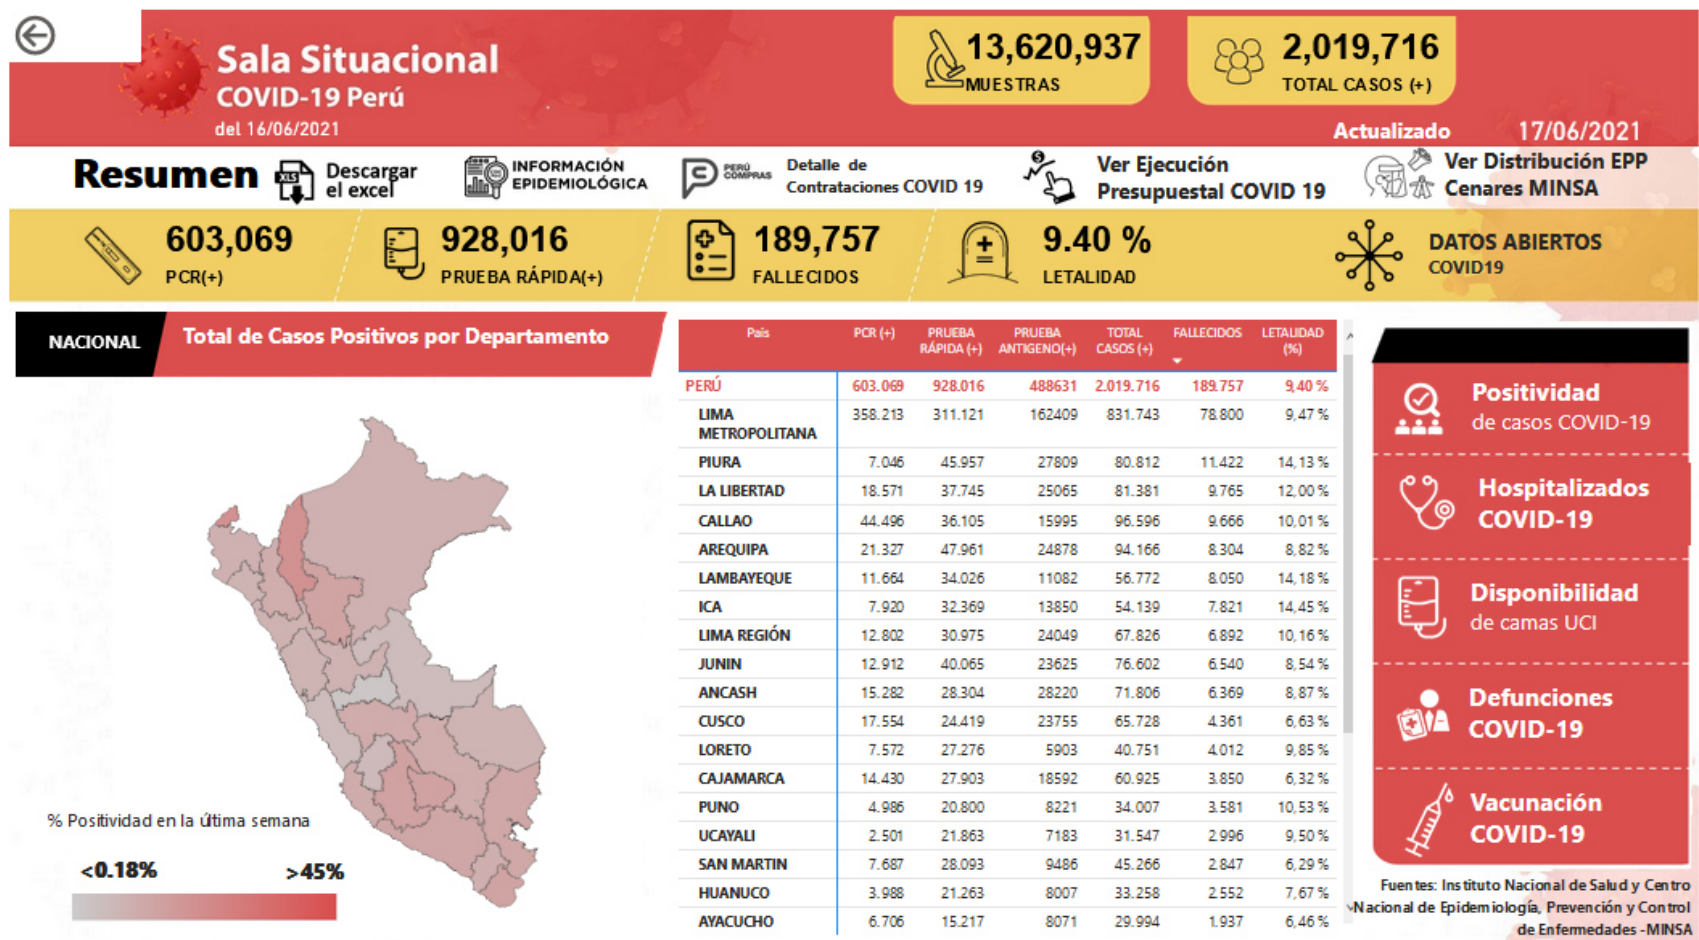 Sala Situacional
COVID-19 Perú
del 16/06/2021
13,620,937
MUESTRAS
2,019,716
TOTAL CASOS (+)
Actualizado 17/06/2021
Resumen
Descargar
el excel
INFORMACIÓN
EPIDEMIOLÓGICA
PERÚ
COMPRAS
Detalle de
Contrataciones COVID 19
Ver Ejecución
Presupuestal COVID 19
Ver Distribución EPP
Cenares MINSA
603,069
PCR(+)
928,016
PRUEBA RÁPIDA(+)
189,757
FALLECIDOS
9.40 %
LETALIDAD
DATOS ABIERTOS
COVID19
NACIONAL
Total de Casos Positivos por Departamento
% Positividad en la última semana
<0.18% >45%
País PCR (+) PRUEBA RÁPIDA (+) PRUEBA ANTIGENO(+) TOTAL CASOS (+) FALLECIDOS LETALIDAD (%)
PERÚ 603.069 928.016 488631 2.019.716 189.757 9,40 %
LIMA METROPOLITANA 358.213 311.121 162409 831.743 78.800 9,47 %
PIURA 7.046 45.957 27809 80.812 11.422 14,13 %
LA LIBERTAD 18.571 37.745 25065 81.381 9.765 12,00 %
CALLAO 44.496 36.105 15995 96.596 9.666 10,01 %
AREQUIPA 21.327 47.961 24878 94.166 8.304 8,82 %
LAMBAYEQUE 11.664 34.026 11082 56.772 8.050 14,18 %
ICA 7.920 32.369 13850 54.139 7.821 14,45 %
LIMA REGIÓN 12.802 30.975 24049 67.826 6.892 10,16 %
JUNIN 12.912 40.065 23625 76.602 6.540 8,54 %
ANCASH 15.282 28.304 28220 71.806 6.369 8,87 %
CUSCO 17.554 24.419 23755 65.728 4.361 6,63 %
LORETO 7.572 27.276 5903 40.751 4.012 9,85 %
CAJAMARCA 14.430 27.903 18592 60.925 3.850 6,32 %
PUNO 4.986 20.800 8221 34.007 3.581 10,53 %
UCAYALI 2.501 21.863 7183 31.547 2.996 9,50 %
SAN MARTIN 7.687 28.093 9486 45.266 2.847 6,29 %
HUANUCO 3.988 21.263 8007 33.258 2.552 7,67 %
AYACUCHO 6.706 15.217 8071 29.994 1.937 6,46 %
Positividad
de casos COVID-19
Hospitalizados
COVID-19
Disponibilidad
de camas UCI
Defunciones
COVID-19
Vacunación
COVID-19
Fuentes: Instituto Nacional de Salud y Centro
Nacional de Epidemiología, Prevención y Control
de Enfermedades - MINSA